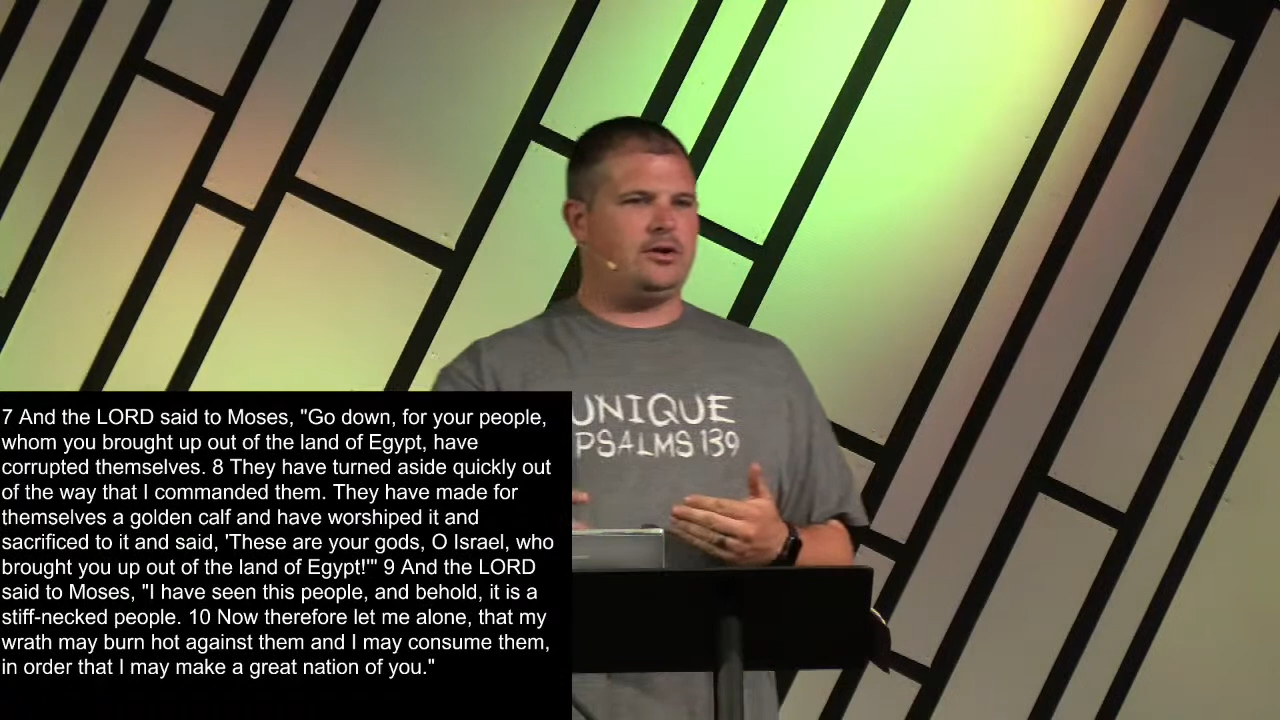 UNIQUE
PSALMS 139
7 And the LORD said to Moses, "Go down, for your people,
whom you brought up out of the land of Egypt, have
corrupted themselves. 8 They have turned aside quickly out
of the way that I commanded them. They have made for
themselves a golden calf and have worshiped it and
sacrificed to it and said, 'These are your gods, O Israel, who
brought you up out of the land of Egypt!'" 9 And the LORD
said to Moses, "I have seen this people, and behold, it is a
stiff-necked people. 10 Now therefore let me alone, that my
wrath may burn hot against them and I may consume them,
in order that I may make a great nation of you."